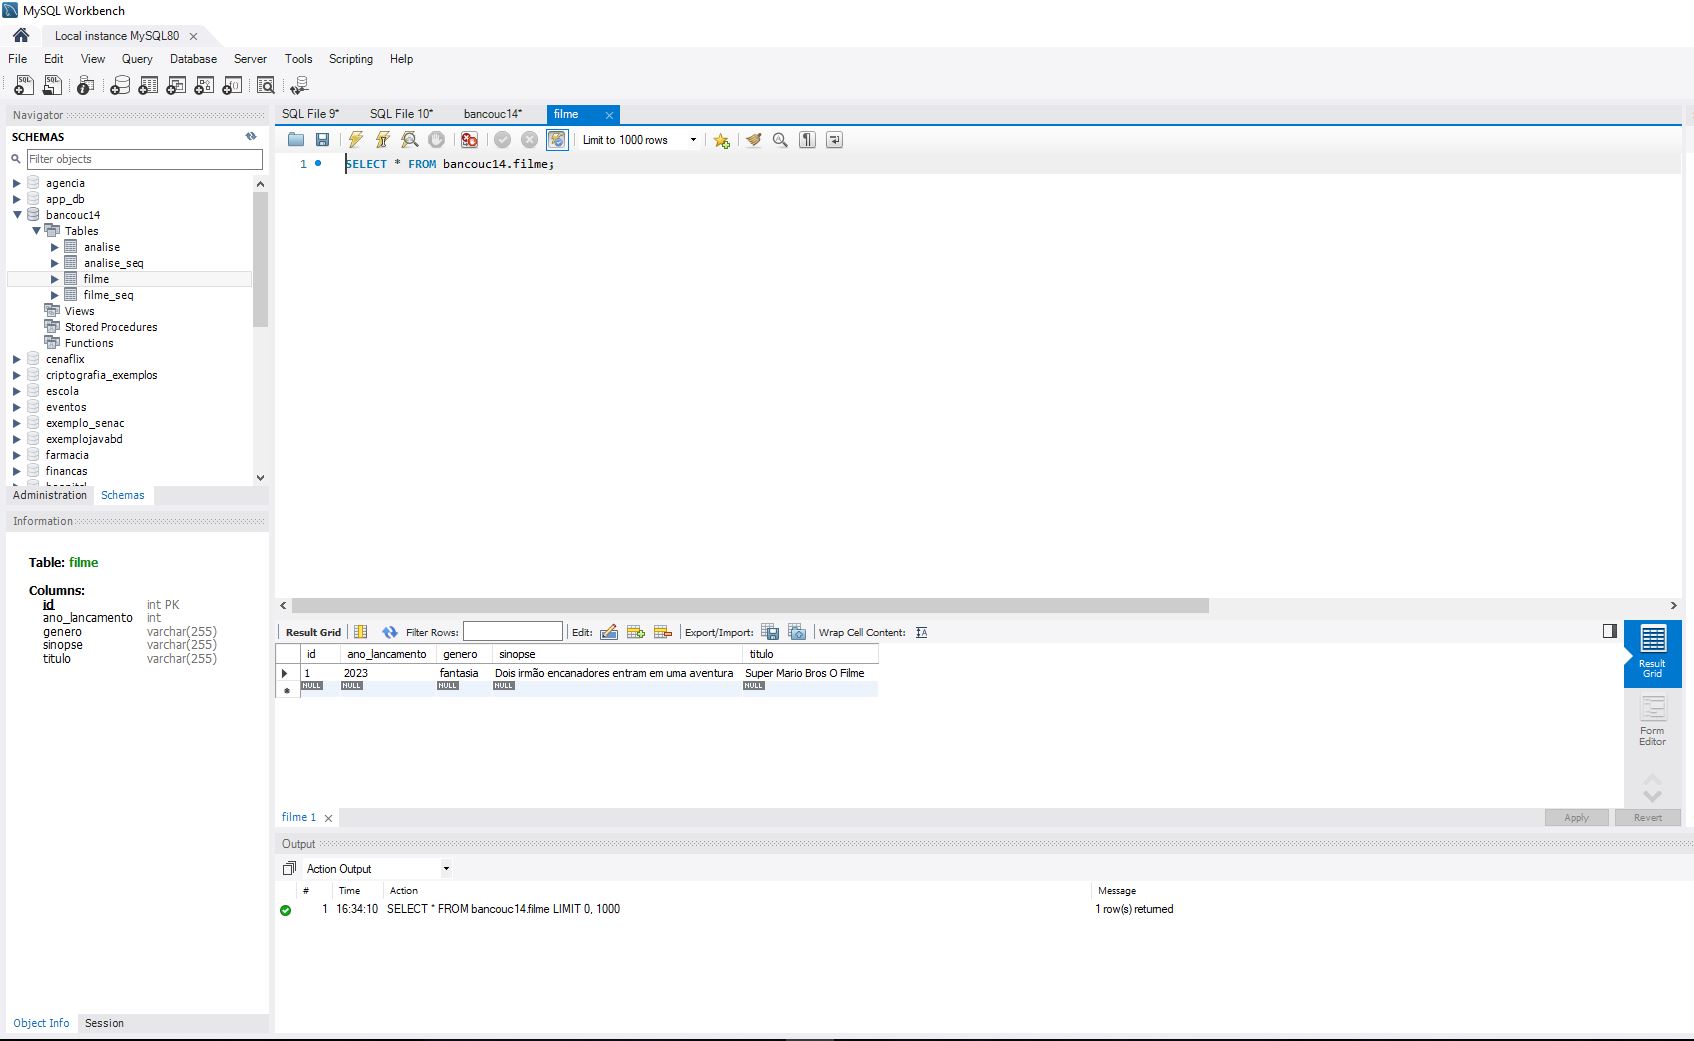 MySQL Workbench
Local instance MySQL80
File Edit View Query Database Server Tools Scripting Help
Navigator
SCHEMAS
Filter objects
agencia
app_db
bancouc14
Tables
analise
analise_seq
filme
filme_seq
Views
Stored Procedures
Functions
cenaflix
criptografia_exemplos
escola
eventos
exemplo_senac
exemplojavabd
farmacia
financas
Administration Schemas
Information
Table: filme
Columns:
id int PK
ano_lancamento int
genero varchar(255)
sinopse varchar(255)
titulo varchar(255)
Object Info Session
SQL File 9* SQL File 10* bancouc14* filme
Limit to 1000 rows
1 SELECT * FROM bancouc14.filme;
Result Grid Filter Rows: Edit: Export/Import: Wrap Cell Content:
id ano_lancamento genero sinopse titulo
1 2023 fantasia Dois irmão encanadores entram em uma aventura Super Mario Bros O Filme
NULL NULL NULL NULL NULL
Result
Grid
Form
Editor
filme 1
Apply Revert
Output
Action Output
# Time Action Message
1 16:34:10 SELECT * FROM bancouc14.filme LIMIT 0, 1000 1 row(s) returned